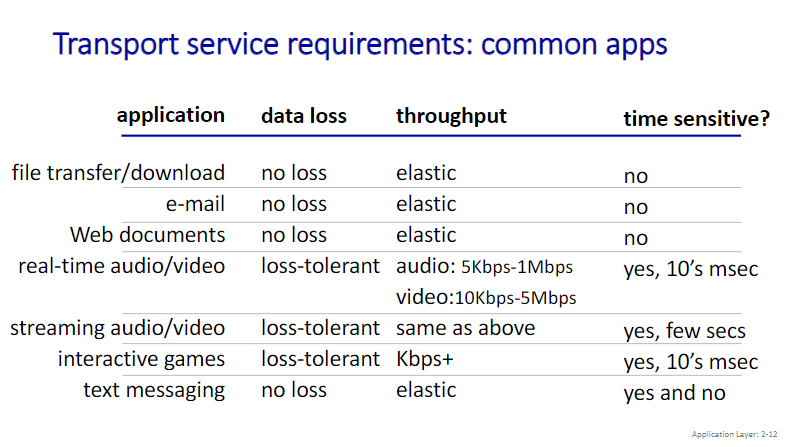 Transport service requirements: common apps
application data loss throughput time sensitive?
file transfer/download no loss elastic no
e-mail no loss elastic no
Web documents no loss elastic no
real-time audio/video loss-tolerant audio: 5Kbps-1Mbps yes, 10's msec
video:10Kbps-5Mbps
streaming audio/video loss-tolerant same as above yes, few secs
interactive games loss-tolerant Kbps+ yes, 10's msec
text messaging no loss elastic yes and no
Application Layer: 2-12